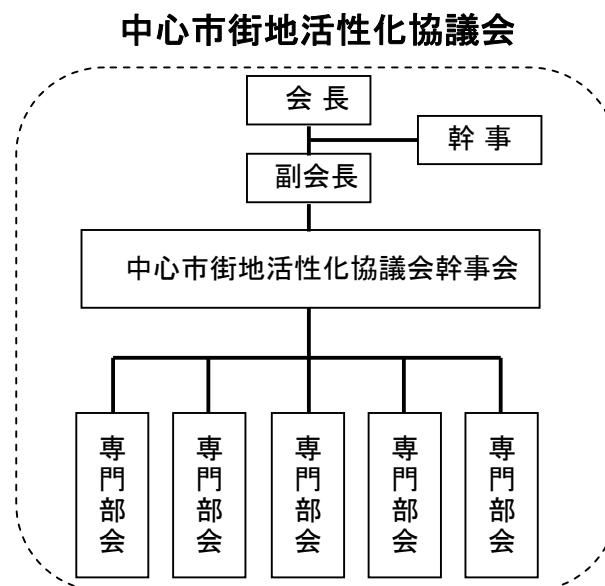 中心市街地活性化協議会
会 長
幹 事
副会長
中心市街地活性化協議会幹事会
専門部会
専門部会
専門部会
専門部会
専門部会